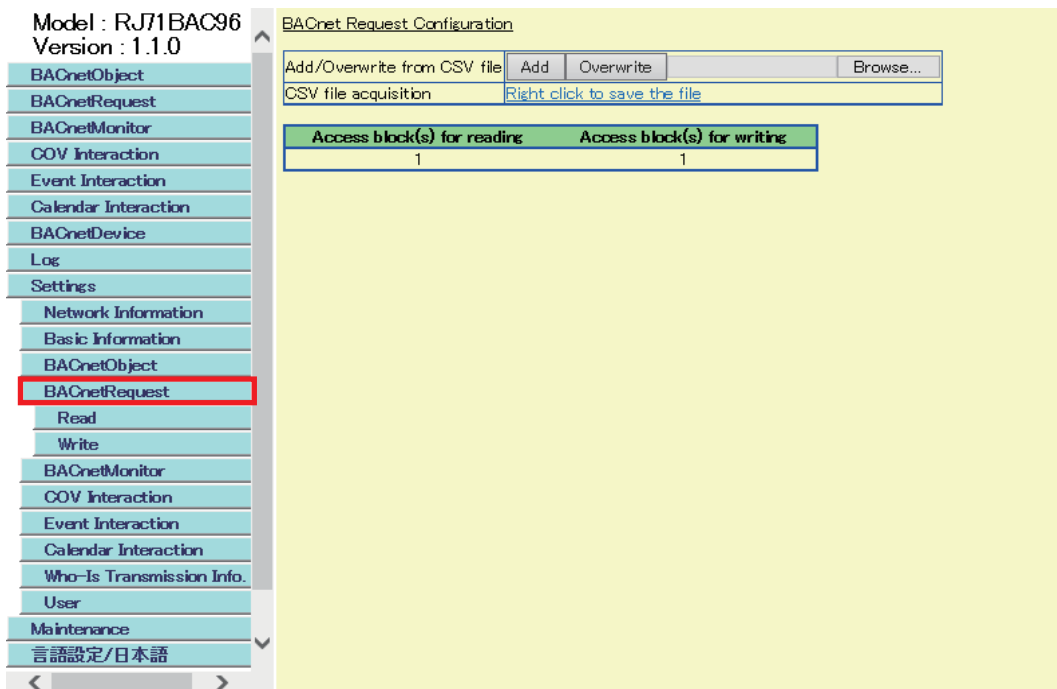 Model : RJ71BAC96
Version : 1.1.0
BACnetObject
BACnetRequest
BACnetMonitor
COV Interaction
Event Interaction
Calendar Interaction
BACnetDevice
Log
Settings
Network Information
Basic Information
BACnetObject
BACnetRequest
Read
Write
BACnetMonitor
COV Interaction
Event Interaction
Calendar Interaction
Who-Is Transmission Info.
User
Maintenance
言語設定/日本語
BACnet Request Configuration
Add/Overwrite from CSV file Add Overwrite Browse...
CSV file acquisition Right click to save the file
Access block(s) for reading Access block(s) for writing
1 1